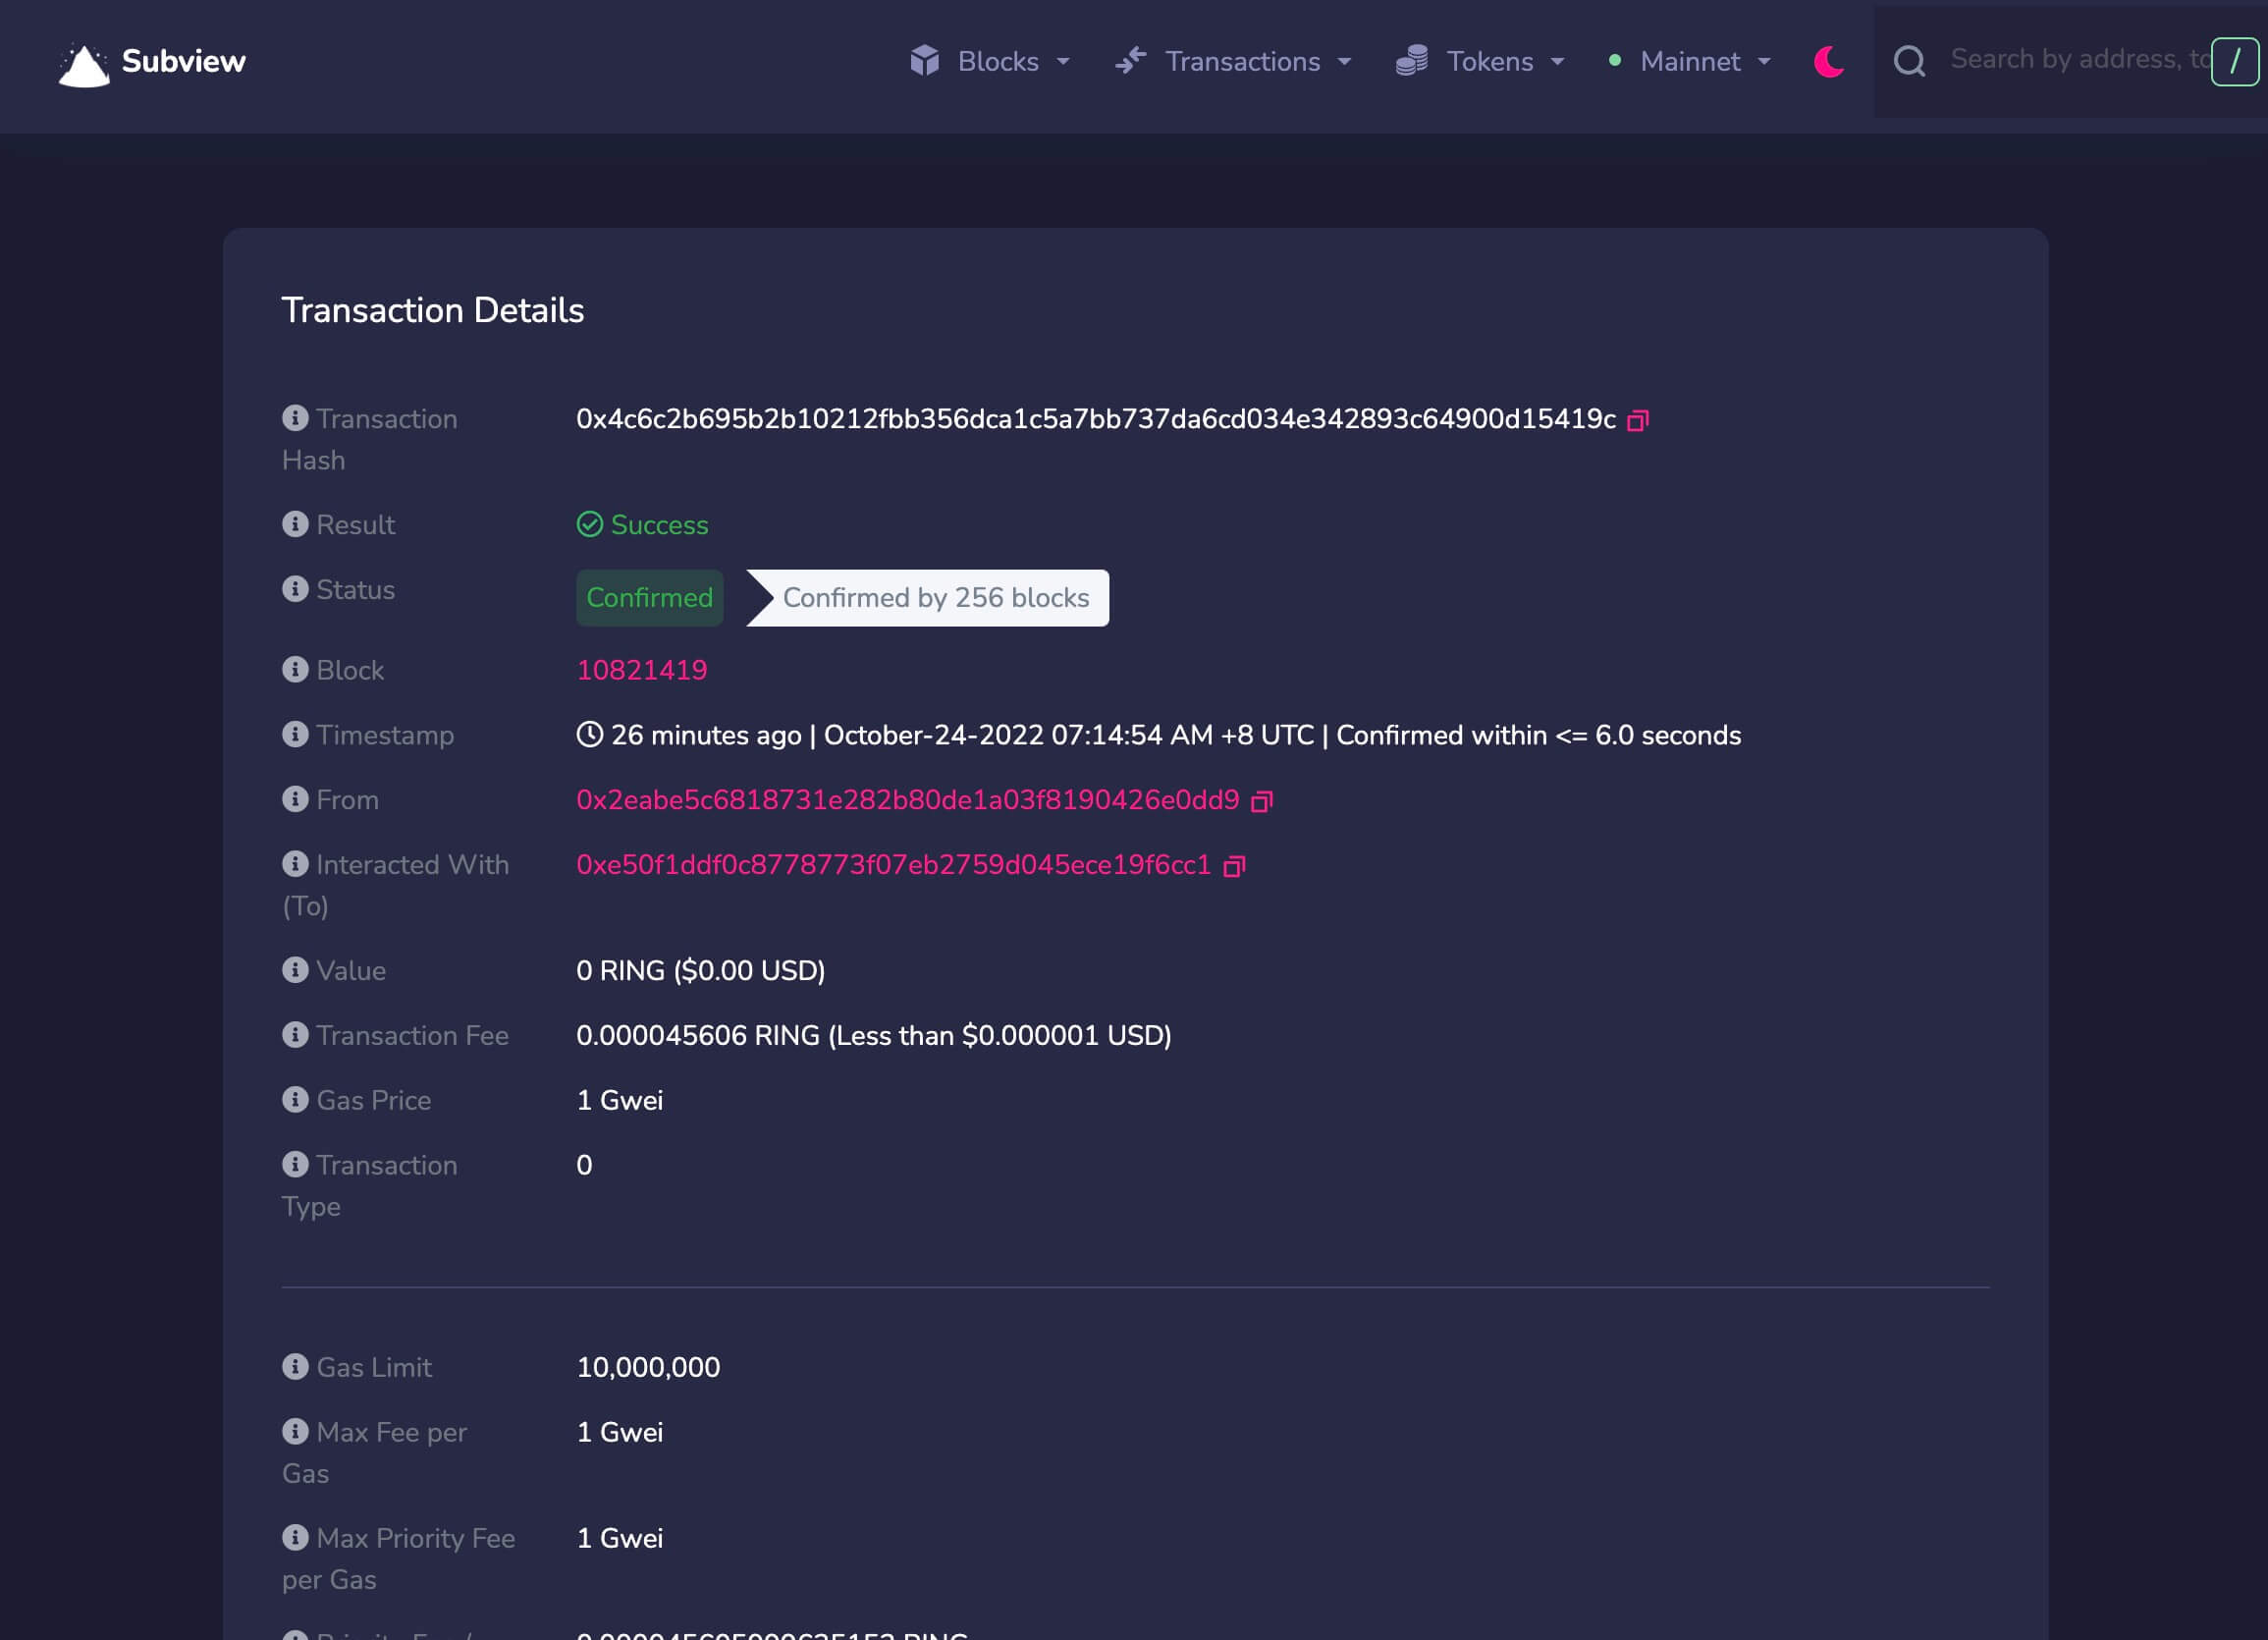 Subview
Blocks
Transactions
Tokens
Mainnet
Search by address, to
/
Transaction Details
Transaction Hash
0x4c6c2b695b2b10212fbb356dca1c5a7bb737da6cd034e342893c64900d15419c
Result
Success
Status
Confirmed
Confirmed by 256 blocks
Block
10821419
Timestamp
26 minutes ago | October-24-2022 07:14:54 AM +8 UTC | Confirmed within <= 6.0 seconds
From
0x2eabe5c6818731e282b80de1a03f8190426e0dd9
Interacted With (To)
0xe50f1ddf0c8778773f07eb2759d045ece19f6cc1
Value
0 RING ($0.00 USD)
Transaction Fee
0.000045606 RING (Less than $0.000001 USD)
Gas Price
1 Gwei
Transaction Type
0
Gas Limit
10,000,000
Max Fee per Gas
1 Gwei
Max Priority Fee per Gas
1 Gwei